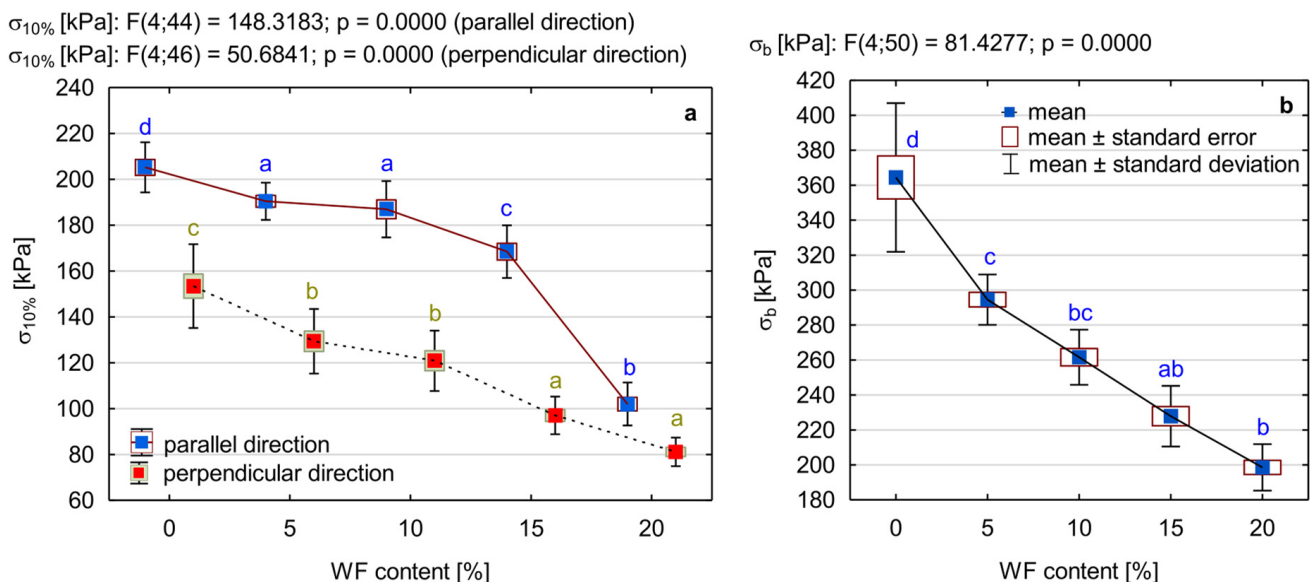 σ10% [kPa]: F(4;44) = 148.3183; p = 0.0000 (parallel direction)
σ10% [kPa]: F(4;46) = 50.6841; p = 0.0000 (perpendicular direction)
240
220
200
180
160
140
120
100
80
60
σ10% [kPa]
a
d
a
a
c
b
c
b
b
a
a
parallel direction
perpendicular direction
0 5 10 15 20
WF content [%]
σb [kPa]: F(4;50) = 81.4277; p = 0.0000
420
400
380
360
340
320
300
280
260
240
220
200
180
σb [kPa]
b
mean
mean ± standard error
mean ± standard deviation
d
c
bc
ab
b
0 5 10 15 20
WF content [%]